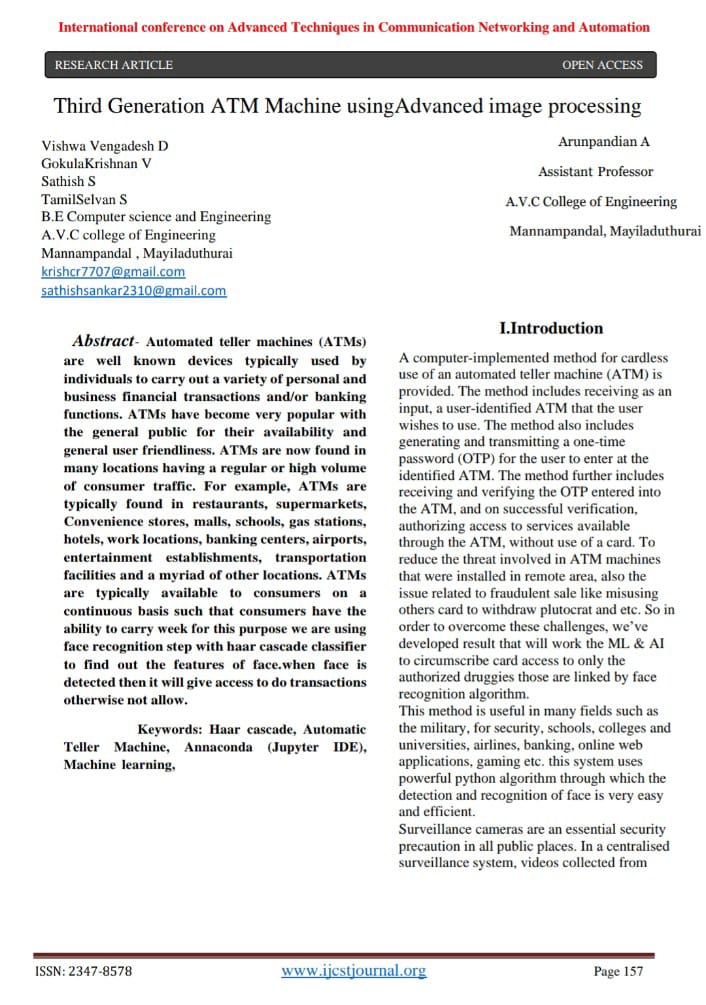 International conference on Advanced Techniques in Communication Networking and Automation
RESEARCH ARTICLE OPEN ACCESS
Third Generation ATM Machine usingAdvanced image processing
Vishwa Vengadesh D
GokulaKrishnan V
Sathish S
TamilSelvan S
B.E Computer science and Engineering
A.V.C college of Engineering
Mannampandal , Mayiladuthurai
krishcr7707@gmail.com
sathishsankar2310@gmail.com
Arunpandian A
Assistant Professor
A.V.C College of Engineering
Mannampandal, Mayiladuthurai
Abstract- Automated teller machines (ATMs)
are well known devices typically used by
individuals to carry out a variety of personal and
business financial transactions and/or banking
functions. ATMs have become very popular with
the general public for their availability and
general user friendliness. ATMs are now found in
many locations having a regular or high volume
of consumer traffic. For example, ATMs are
typically found in restaurants, supermarkets,
Convenience stores, malls, schools, gas stations,
hotels, work locations, banking centers, airports,
entertainment establishments, transportation
facilities and a myriad of other locations. ATMs
are typically available to consumers on a
continuous basis such that consumers have the
ability to carry week for this purpose we are using
face recognition step with haar cascade classifier
to find out the features of face.when face is
detected then it will give access to do transactions
otherwise not allow.
Keywords: Haar cascade, Automatic
Teller Machine, Annaconda (Jupyter IDE),
Machine learning,
I.Introduction
A computer-implemented method for cardless
use of an automated teller machine (ATM) is
provided. The method includes receiving as an
input, a user-identified ATM that the user
wishes to use. The method also includes
generating and transmitting a one-time
password (OTP) for the user to enter at the
identified ATM. The method further includes
receiving and verifying the OTP entered into
the ATM, and on successful verification,
authorizing access to services available
through the ATM, without use of a card. To
reduce the threat involved in ATM machines
that were installed in remote area, also the
issue related to fraudulent sale like misusing
others card to withdraw plutocrat and etc. So in
order to overcome these challenges, we've
developed result that will work the ML & AI
to circumscribe card access to only the
authorized druggies those are linked by face
recognition algorithm.
This method is useful in many fields such as
the military, for security, schools, colleges and
universities, airlines, banking, online web
applications, gaming etc. this system uses
powerful python algorithm through which the
detection and recognition of face is very easy
and efficient.
Surveillance cameras are an essential security
precaution in all public places. In a centralised
surveillance system, videos collected from
ISSN: 2347-8578 www.ijcstjournal.org Page 157